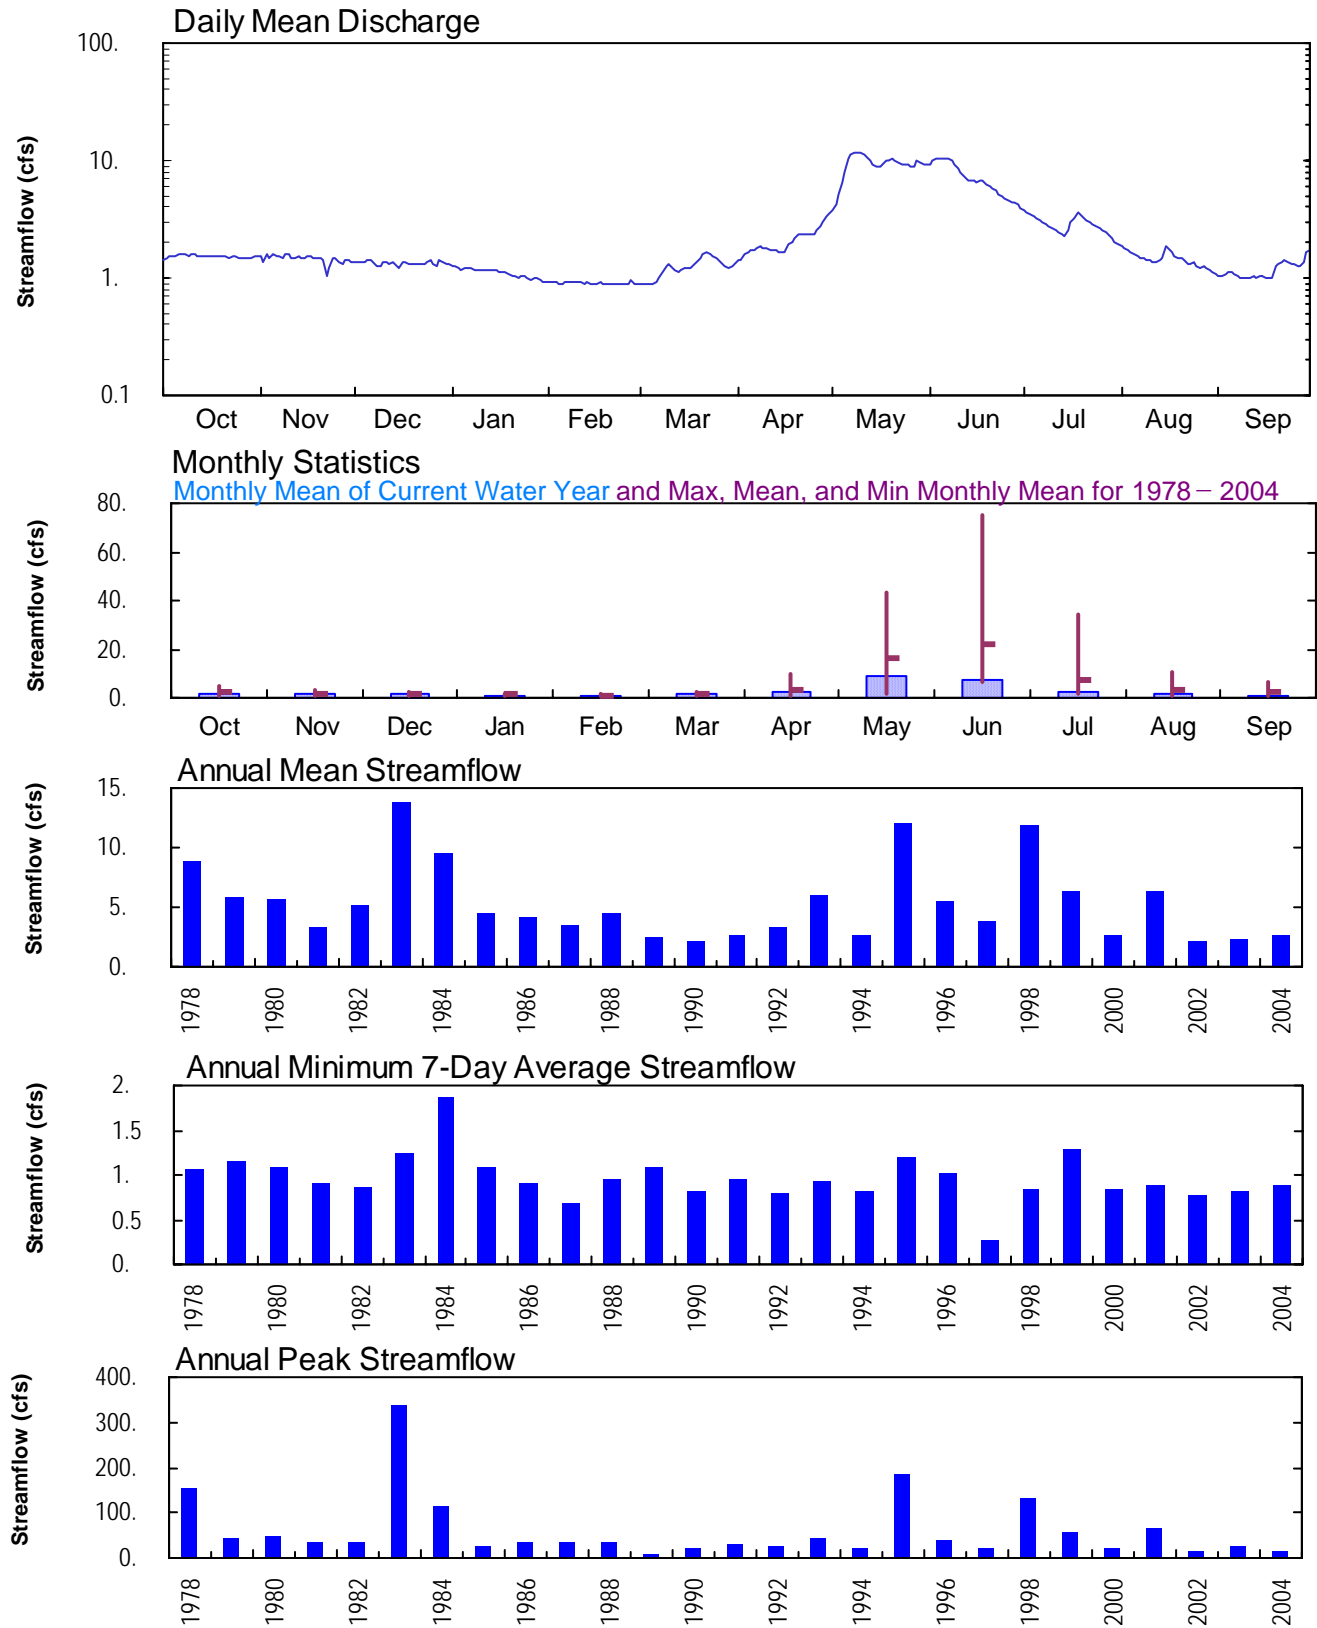 Daily Mean Discharge
Streamflow (cfs)
100.
10.
1.
0.1
Oct Nov Dec Jan Feb Mar Apr May Jun Jul Aug Sep
Monthly Statistics
Monthly Mean of Current Water Year and Max, Mean, and Min Monthly Mean for 1978 – 2004
Streamflow (cfs)
80.
60.
40.
20.
0.
Oct Nov Dec Jan Feb Mar Apr May Jun Jul Aug Sep
Annual Mean Streamflow
Streamflow (cfs)
15.
10.
5.
0.
1978 1980 1982 1984 1986 1988 1990 1992 1994 1996 1998 2000 2002 2004
Annual Minimum 7-Day Average Streamflow
Streamflow (cfs)
2.
1.5
1.
0.5
0.
1978 1980 1982 1984 1986 1988 1990 1992 1994 1996 1998 2000 2002 2004
Annual Peak Streamflow
Streamflow (cfs)
400.
300.
200.
100.
0.
1978 1980 1982 1984 1986 1988 1990 1992 1994 1996 1998 2000 2002 2004